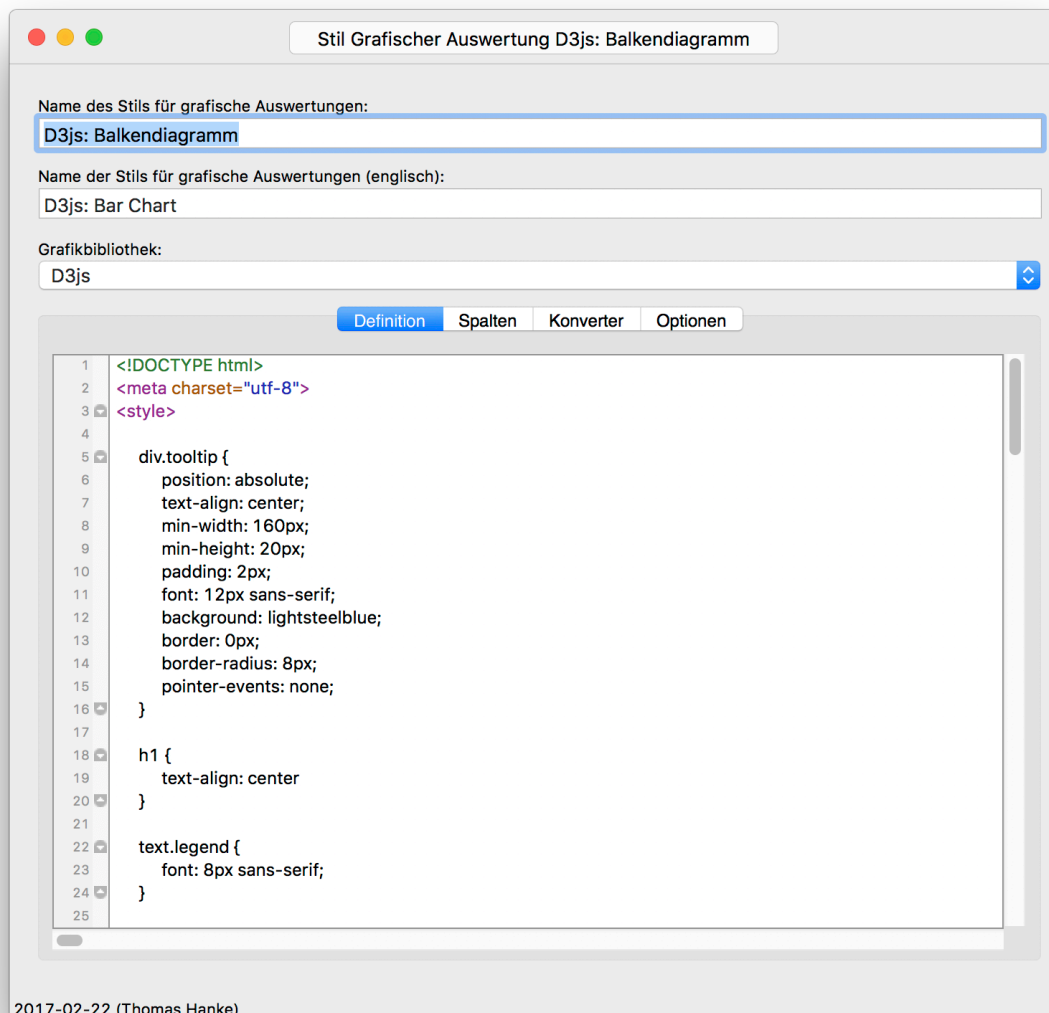 Stil Grafischer Auswertung D3js: Balkendiagramm
Name des Stils für grafische Auswertungen:
D3js: Balkendiagramm
Name der Stils für grafische Auswertungen (englisch):
D3js: Bar Chart
Grafikbibliothek:
D3js
Definition Spalten Konverter Optionen
1 <!DOCTYPE html>
2 <meta charset="utf-8">
3 <style>
4
5 div.tooltip {
6 position: absolute;
7 text-align: center;
8 min-width: 160px;
9 min-height: 20px;
10 padding: 2px;
11 font: 12px sans-serif;
12 background: lightsteelblue;
13 border: 0px;
14 border-radius: 8px;
15 pointer-events: none;
16 }
17
18 h1 {
19 text-align: center
20 }
21
22 text.legend {
23 font: 8px sans-serif;
24 }
25
2017-02-22 (Thomas Hanke)